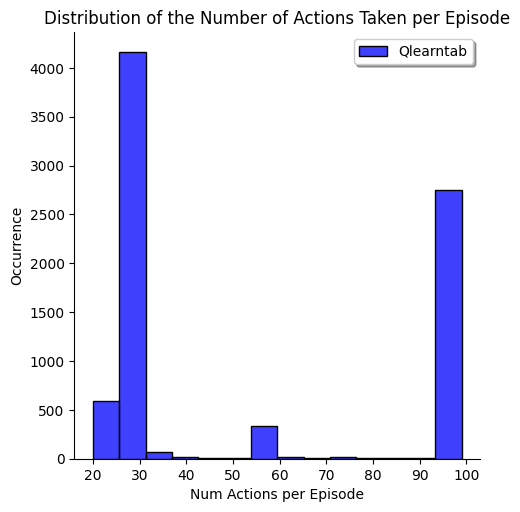 Distribution of the Number of Actions Taken per Episode
Qlearntab
4000
3500
3000
2500
2000
1500
1000
500
0
Occurrence
20 30 40 50 60 70 80 90 100
Num Actions per Episode